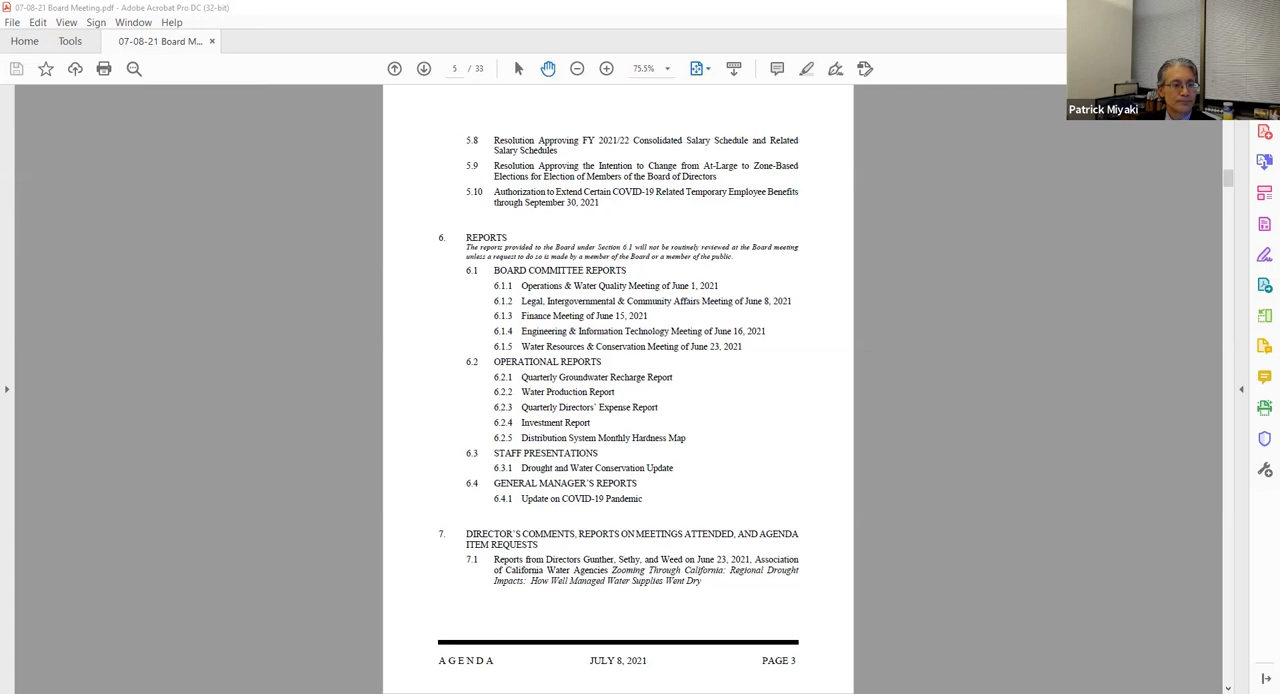 07-08-21 Board Meeting.pdf - Adobe Acrobat Pro DC (32-bit)
File Edit View Sign Window Help
Home Tools 07-08-21 Board M... ×
5 / 33 75.5%
Patrick Miyaki
5.8 Resolution Approving FY 2021/22 Consolidated Salary Schedule and Related
Salary Schedules
5.9 Resolution Approving the Intention to Change from At-Large to Zone-Based
Elections for Election of Members of the Board of Directors
5.10 Authorization to Extend Certain COVID-19 Related Temporary Employee Benefits
through September 30, 2021
6. REPORTS
The reports provided to the Board under Section 6.1 will not be routinely reviewed at the Board meeting
unless a request to do so is made by a member of the Board or a member of the public.
6.1 BOARD COMMITTEE REPORTS
6.1.1 Operations & Water Quality Meeting of June 1, 2021
6.1.2 Legal, Intergovernmental & Community Affairs Meeting of June 8, 2021
6.1.3 Finance Meeting of June 15, 2021
6.1.4 Engineering & Information Technology Meeting of June 16, 2021
6.1.5 Water Resources & Conservation Meeting of June 23, 2021
6.2 OPERATIONAL REPORTS
6.2.1 Quarterly Groundwater Recharge Report
6.2.2 Water Production Report
6.2.3 Quarterly Directors' Expense Report
6.2.4 Investment Report
6.2.5 Distribution System Monthly Hardness Map
6.3 STAFF PRESENTATIONS
6.3.1 Drought and Water Conservation Update
6.4 GENERAL MANAGER'S REPORTS
6.4.1 Update on COVID-19 Pandemic
7. DIRECTOR'S COMMENTS, REPORTS ON MEETINGS ATTENDED, AND AGENDA
ITEM REQUESTS
7.1 Reports from Directors Gunther, Sethy, and Weed on June 23, 2021, Association
of California Water Agencies Zooming Through California: Regional Drought
Impacts: How Well Managed Water Supplies Went Dry
AGENDA JULY 8, 2021 PAGE 3